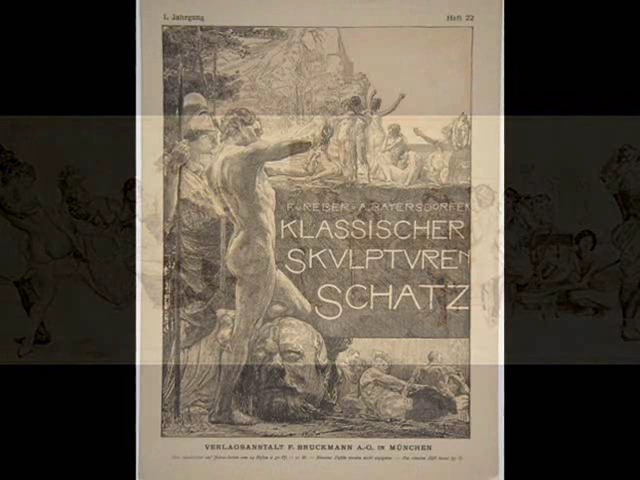 I. Jahrgang Heft 22
F. v. REBER = A. BAYERSDORFER
KLASSISCHER
SKVLPTVREN
SCHATZ
VERLAGSANSTALT F. BRUCKMANN A.-G. IN MÜNCHEN